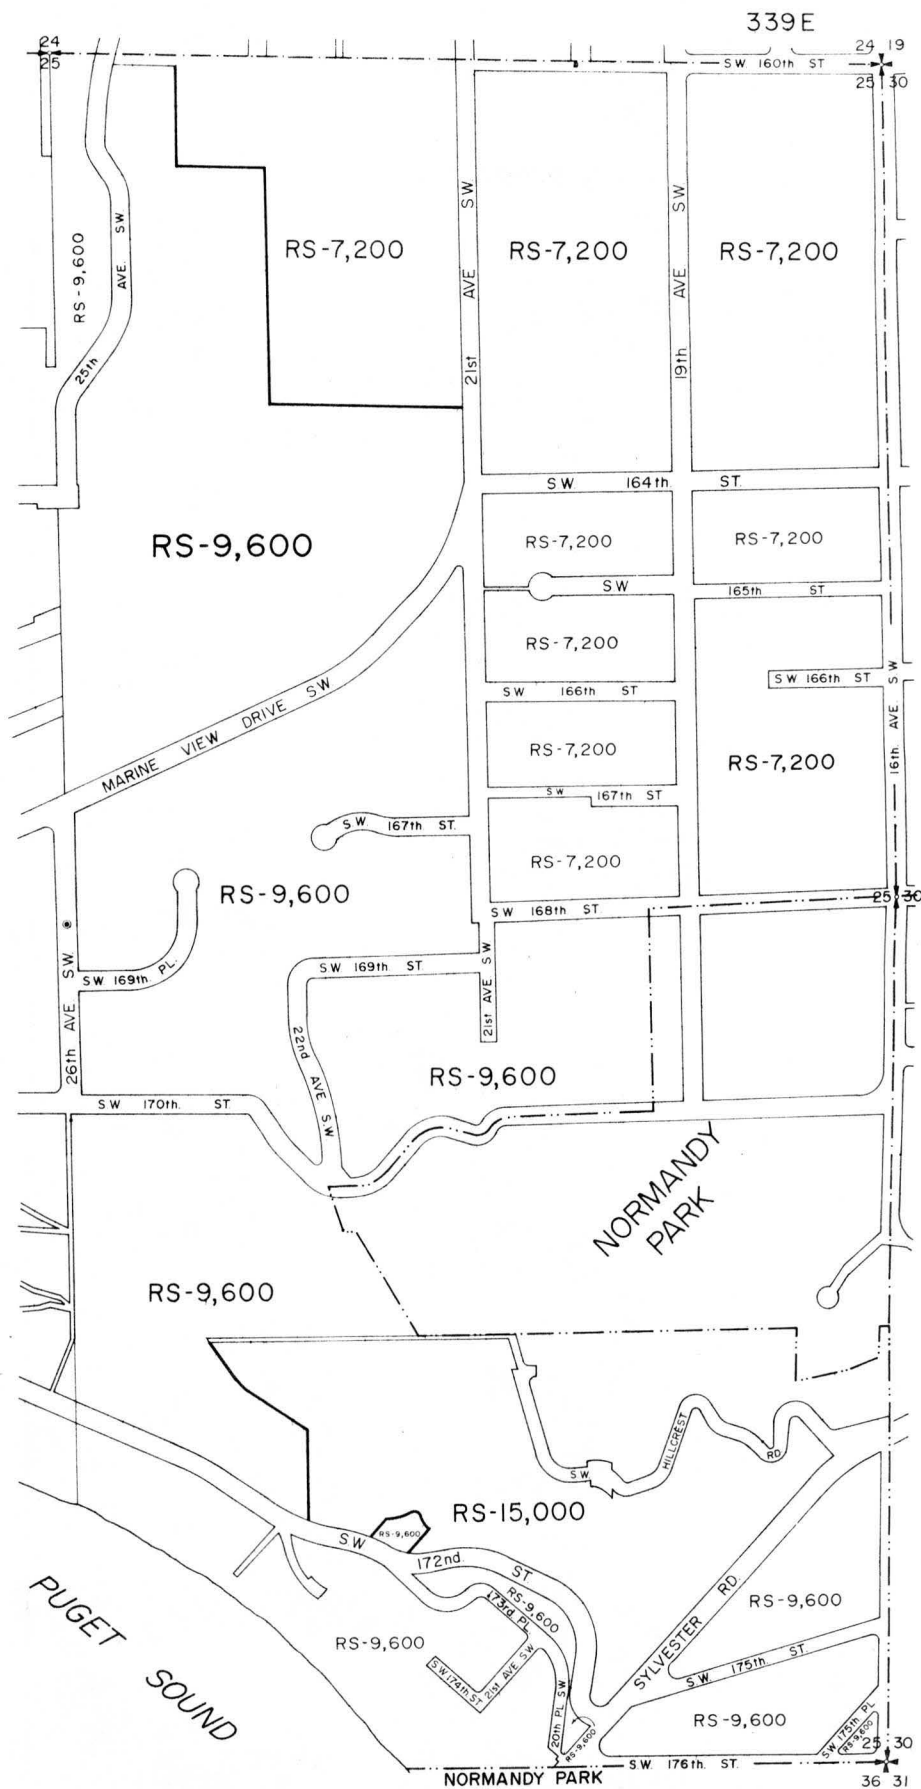 339E
24
25
24 19
25 30
SW 160th ST
RS-9,600
25th AVE. SW
RS-7,200
21st AVE SW
RS-7,200
19th AVE SW
RS-7,200
SW 164th ST.
RS-9,600
RS-7,200
RS-7,200
SW 165th ST
RS-7,200
SW 166th ST
SW 166th ST
16th AVE SW
MARINE VIEW DRIVE SW
RS-7,200
RS-7,200
SW 167th ST
S.W. 167th ST.
RS-7,200
RS-9,600
25 30
SW 168th ST
26th AVE SW.
SW 169th PL.
SW 169th ST.
21st AVE SW
22nd AVE S.W
RS-9,600
SW 170th. ST.
NORMANDY
PARK
RS-9,600
SW HILLCREST RD
RS-15,000
RS-9,600
SW 172nd. ST
RS-9,600
173rd PL
RS-9,600
SW 174th ST
21st AVE SW
20th PL SW
RS-9,600
SYLVESTER RD.
RS-9,600
S.W. 175th. ST.
RS-9,600
SW 175th PL
RS-9,600
25 30
S.W. 176th. ST.
36 31
PUGET
SOUND
NORMANDY PARK